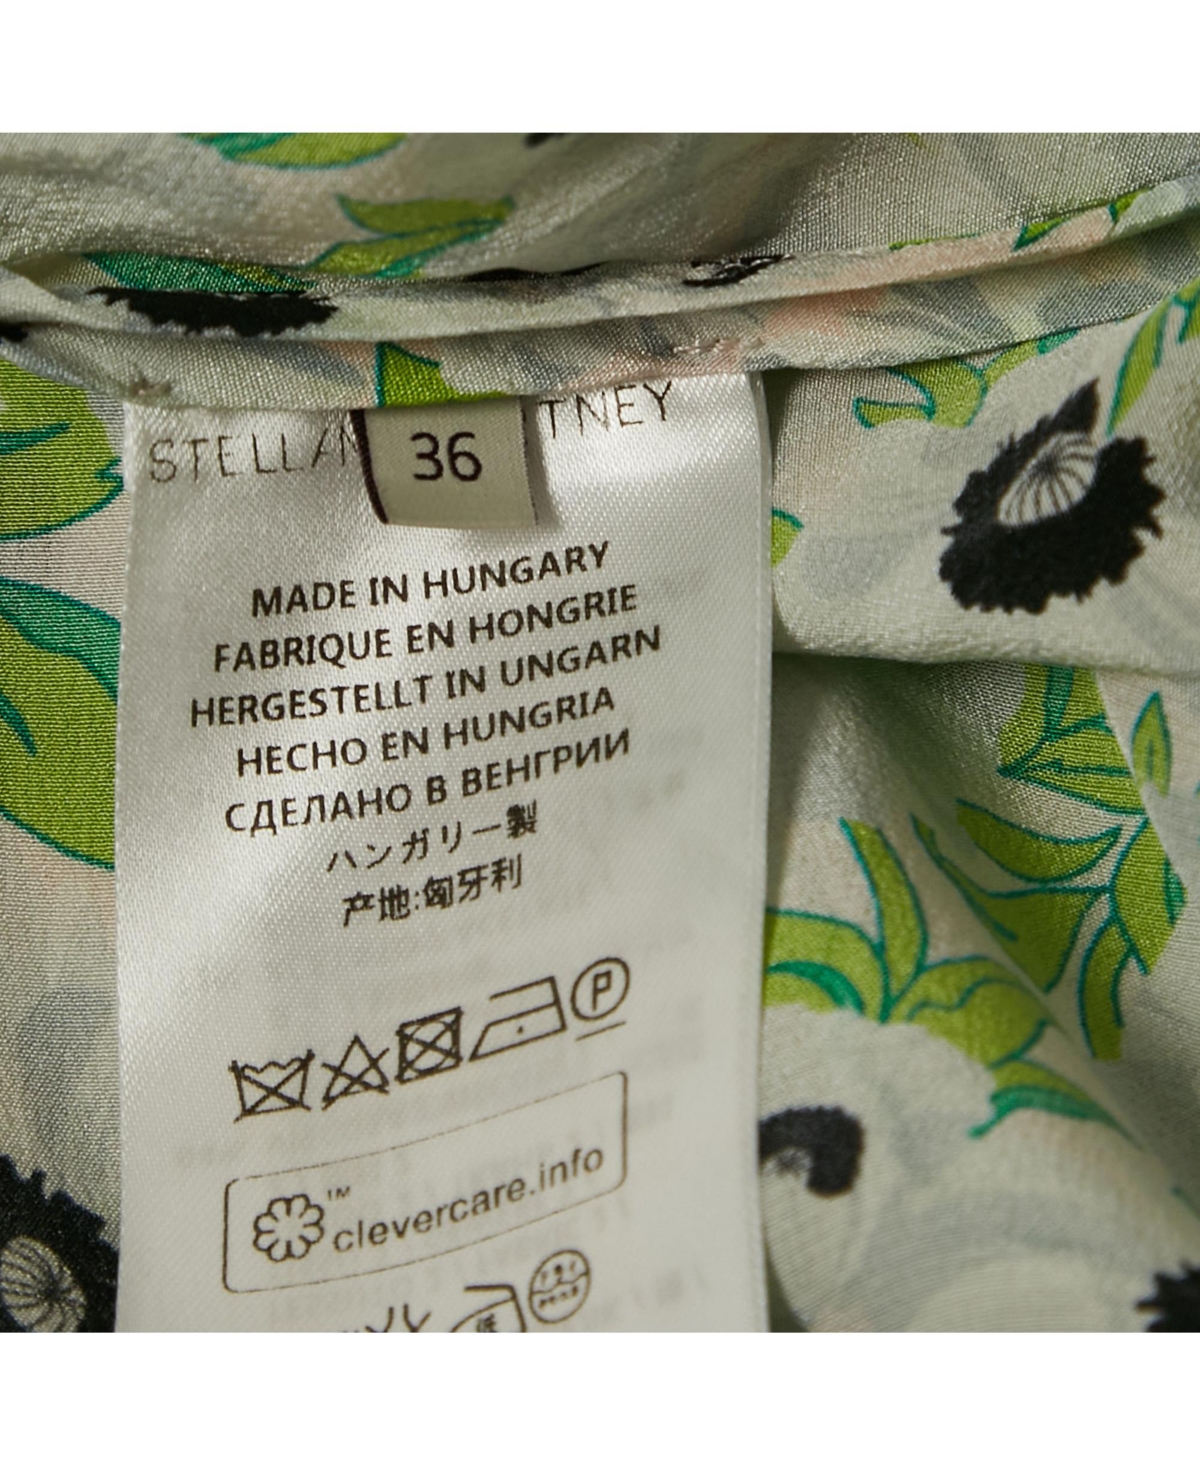 STELLA
36
TNEY
MADE IN HUNGARY
FABRIQUE EN HONGRIE
HERGESTELLT IN UNGARN
HECHO EN HUNGRIA
СДЕЛАНО В ВЕНГРИИ
ハンガリー製
产地:匈牙利
P
TM
clevercare.info
低